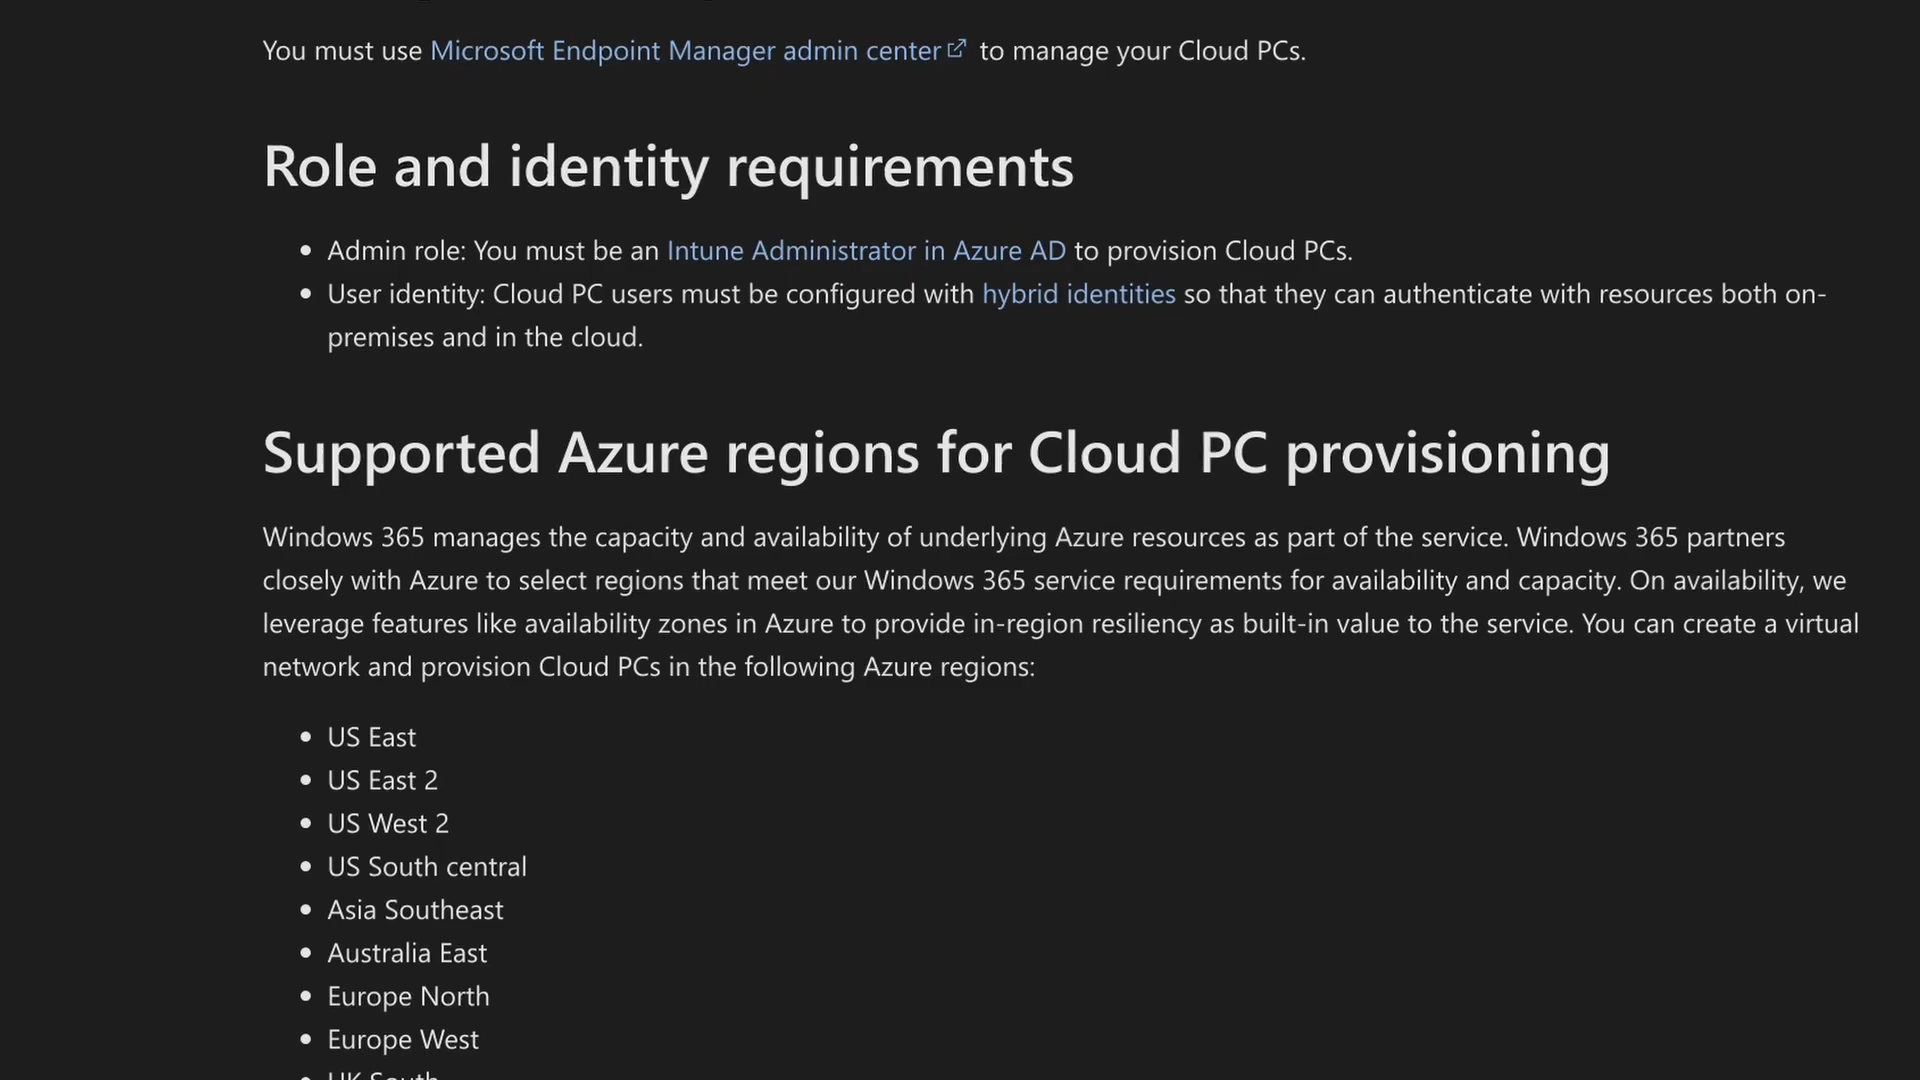 You must use Microsoft Endpoint Manager admin center to manage your Cloud PCs.
Role and identity requirements
• Admin role: You must be an Intune Administrator in Azure AD to provision Cloud PCs.
• User identity: Cloud PC users must be configured with hybrid identities so that they can authenticate with resources both on-
premises and in the cloud.
Supported Azure regions for Cloud PC provisioning
Windows 365 manages the capacity and availability of underlying Azure resources as part of the service. Windows 365 partners
closely with Azure to select regions that meet our Windows 365 service requirements for availability and capacity. On availability, we
leverage features like availability zones in Azure to provide in-region resiliency as built-in value to the service. You can create a virtual
network and provision Cloud PCs in the following Azure regions:
• US East
• US East 2
• US West 2
• US South central
• Asia Southeast
• Australia East
• Europe North
• Europe West
• UK South